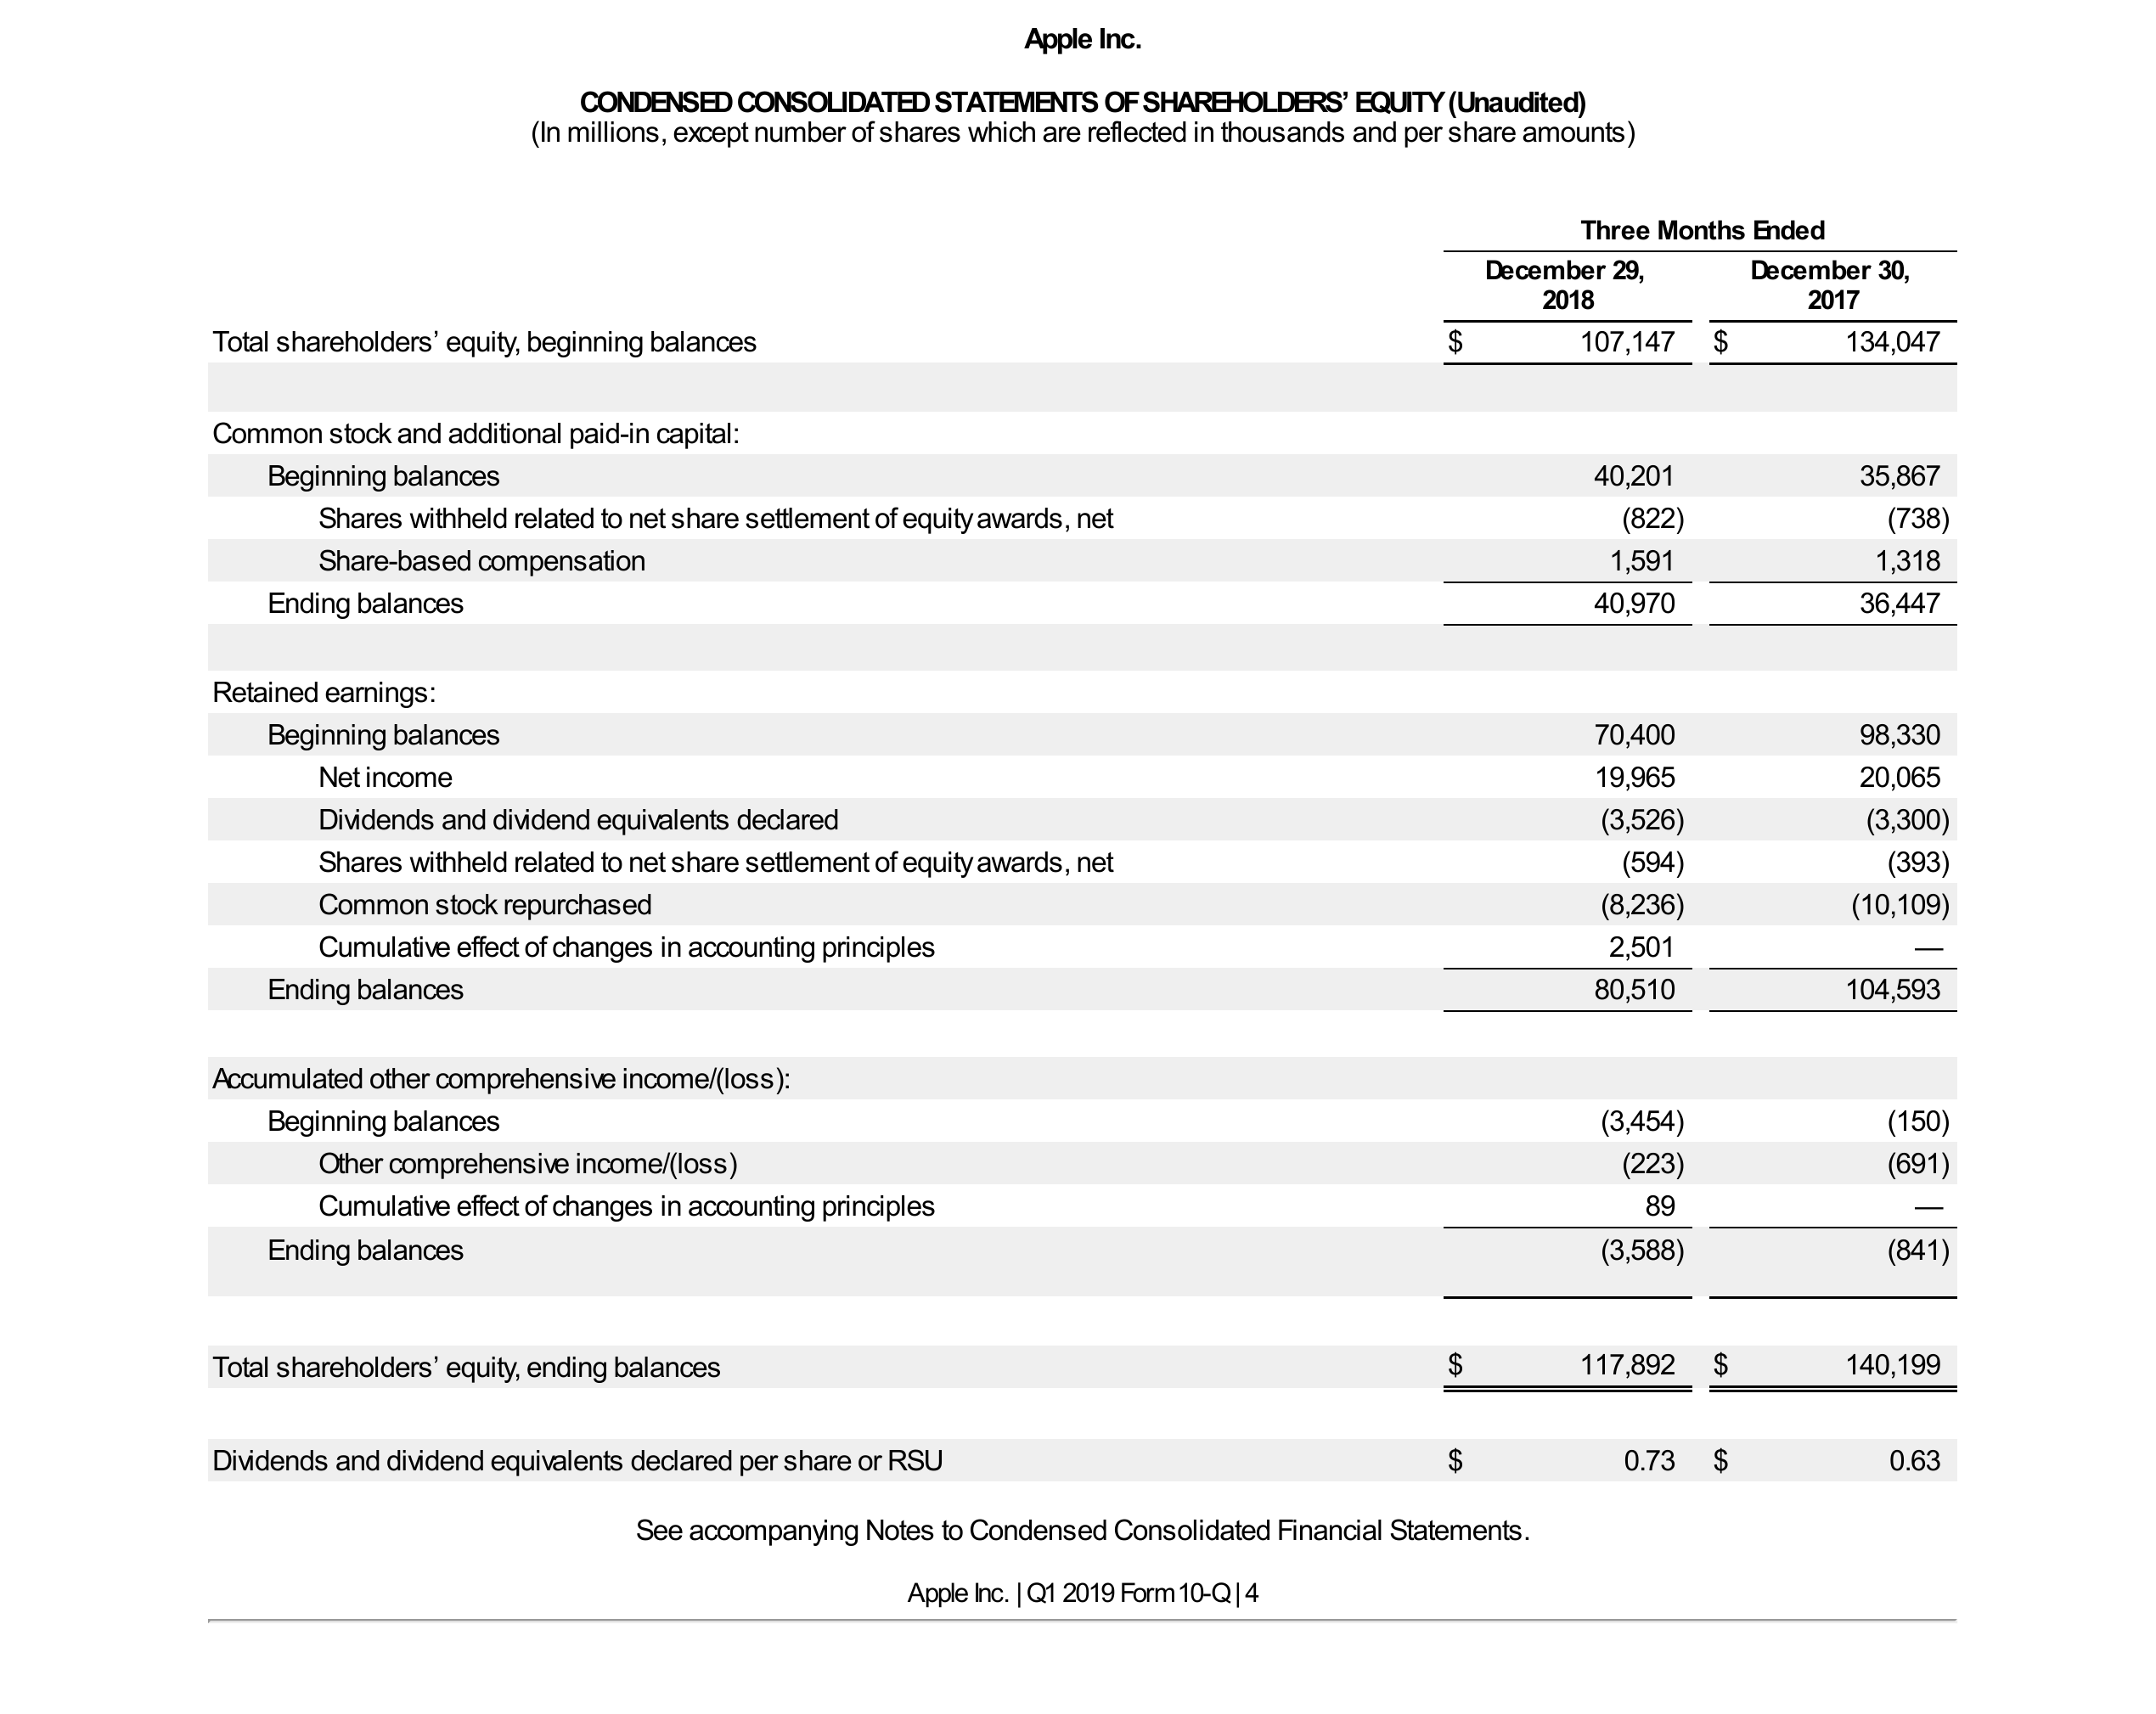 Apple Inc.
CONDENSED CONSOLIDATED STATEMENTS OF SHAREHOLDERS’ EQUITY (Unaudited)
(In millions, except number of shares which are reflected in thousands and per share amounts)
Three Months Ended
December 29, 2018 December 30, 2017
Total shareholders’ equity, beginning balances $ 107,147 $ 134,047
Common stock and additional paid-in capital:
Beginning balances 40,201 35,867
Shares withheld related to net share settlement of equity awards, net (822) (738)
Share-based compensation 1,591 1,318
Ending balances 40,970 36,447
Retained earnings:
Beginning balances 70,400 98,330
Net income 19,965 20,065
Dividends and dividend equivalents declared (3,526) (3,300)
Shares withheld related to net share settlement of equity awards, net (594) (393)
Common stock repurchased (8,236) (10,109)
Cumulative effect of changes in accounting principles 2,501 —
Ending balances 80,510 104,593
Accumulated other comprehensive income/(loss):
Beginning balances (3,454) (150)
Other comprehensive income/(loss) (223) (691)
Cumulative effect of changes in accounting principles 89 —
Ending balances (3,588) (841)
Total shareholders’ equity, ending balances $ 117,892 $ 140,199
Dividends and dividend equivalents declared per share or RSU $ 0.73 $ 0.63
See accompanying Notes to Condensed Consolidated Financial Statements.
Apple Inc. | Q1 2019 Form 10-Q | 4